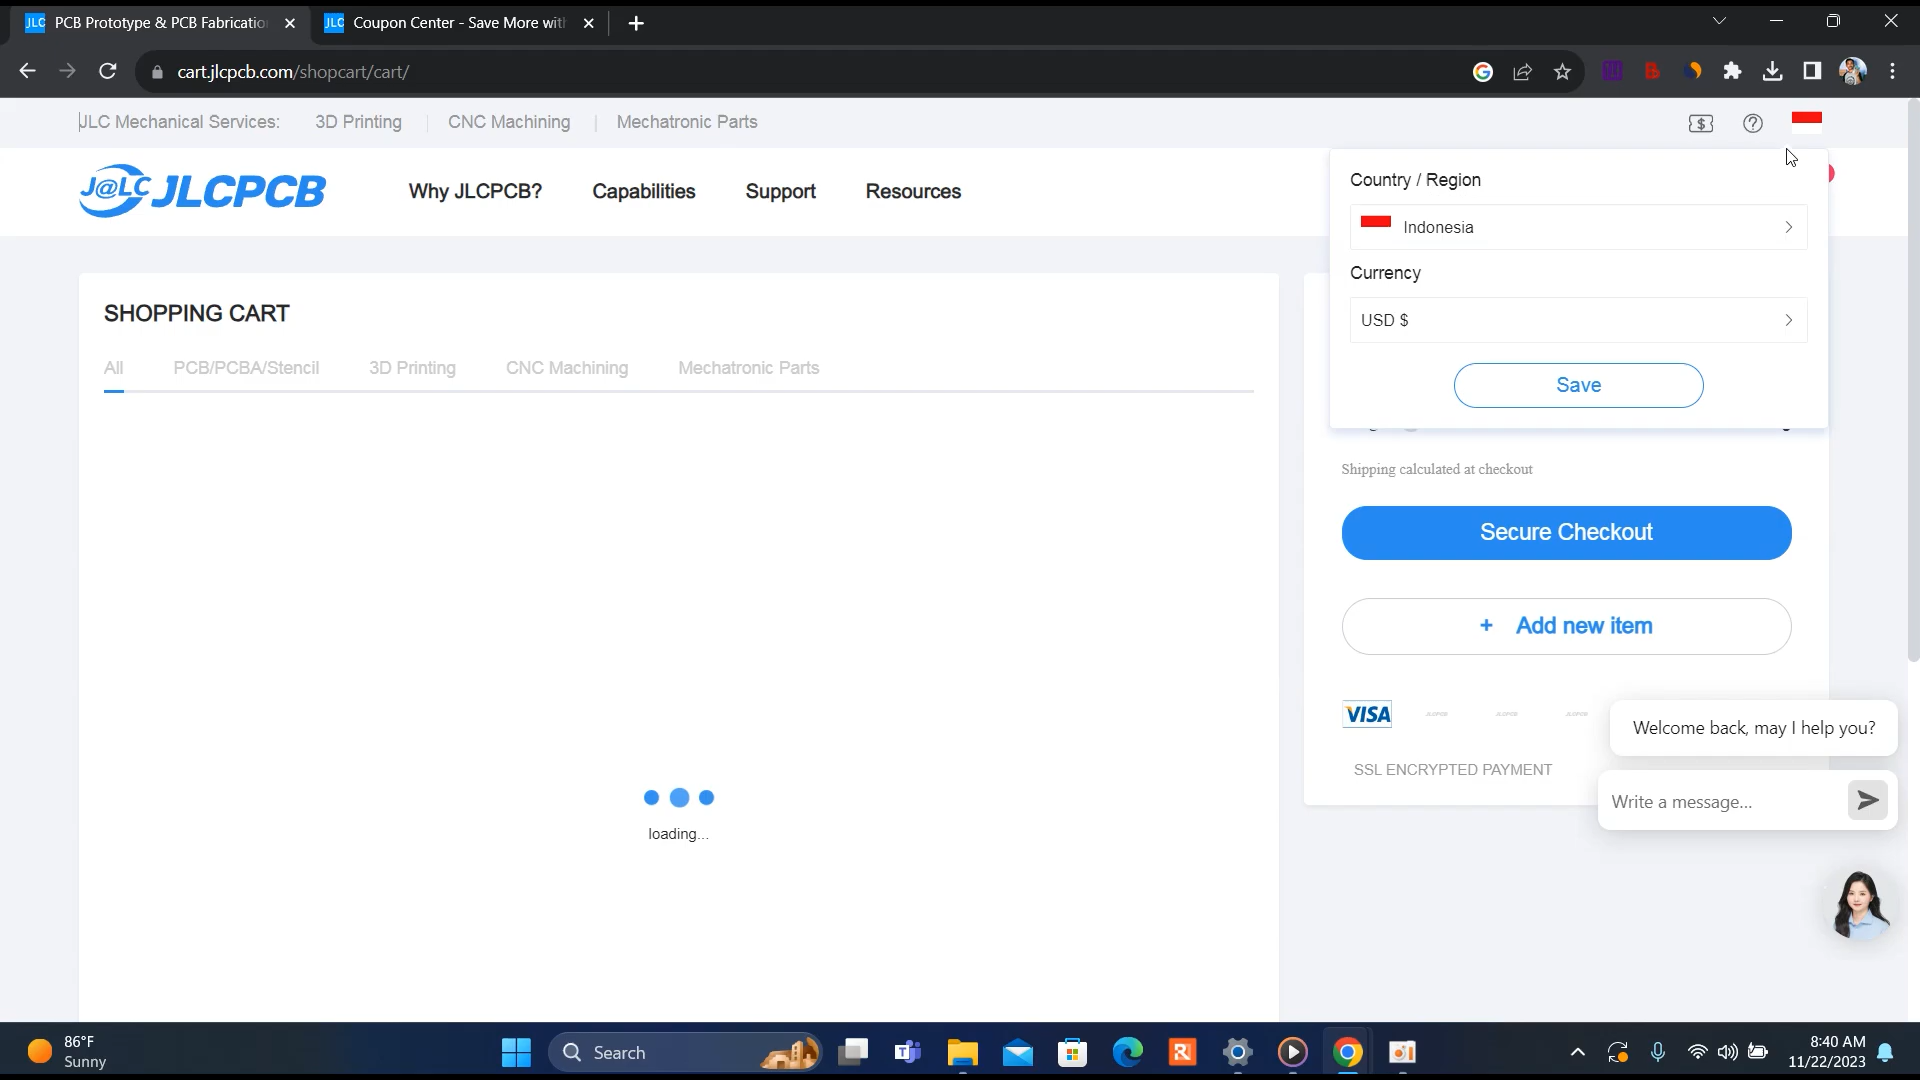 PCB Prototype & PCB Fabricatio
Coupon Center - Save More wit
cart.jlcpcb.com/shopcart/cart/
JLC Mechanical Services:
3D Printing
CNC Machining
Mechatronic Parts
J@LC JLCPCB
Why JLCPCB?
Capabilities
Support
Resources
Country / Region
Indonesia
Currency
USD $
Save
SHOPPING CART
All
PCB/PCBA/Stencil
3D Printing
CNC Machining
Mechatronic Parts
loading...
Shipping calculated at checkout
Secure Checkout
+ Add new item
VISA
SSL ENCRYPTED PAYMENT
Welcome back, may I help you?
Write a message...
86°F
Sunny
Search
8:40 AM
11/22/2023